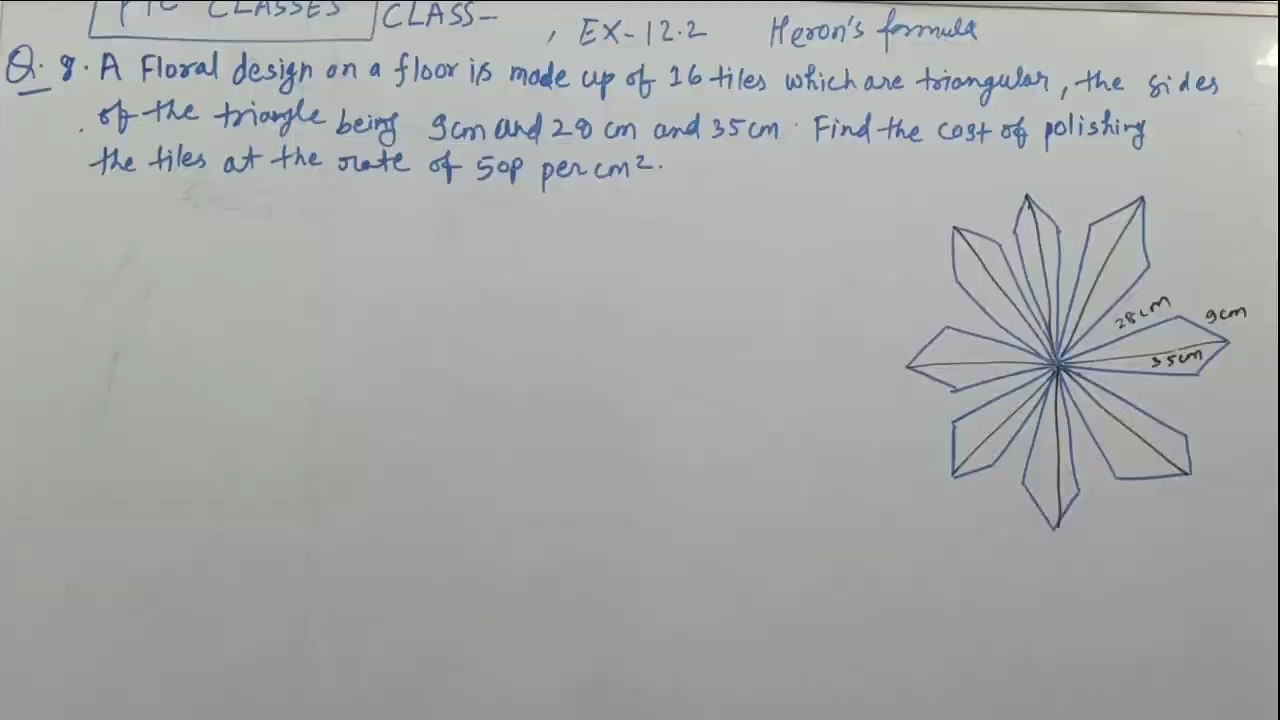 PTC CLASSES CLASS-
, EX-12.2 Heron's formula
Q.8. A Floral design on a floor is made up of 16 tiles which are triangular, the sides
of the triangle being 9cm and 28 cm and 35cm. Find the cost of polishing
the tiles at the rate of 50p per cm².
28cm
9cm
35cm